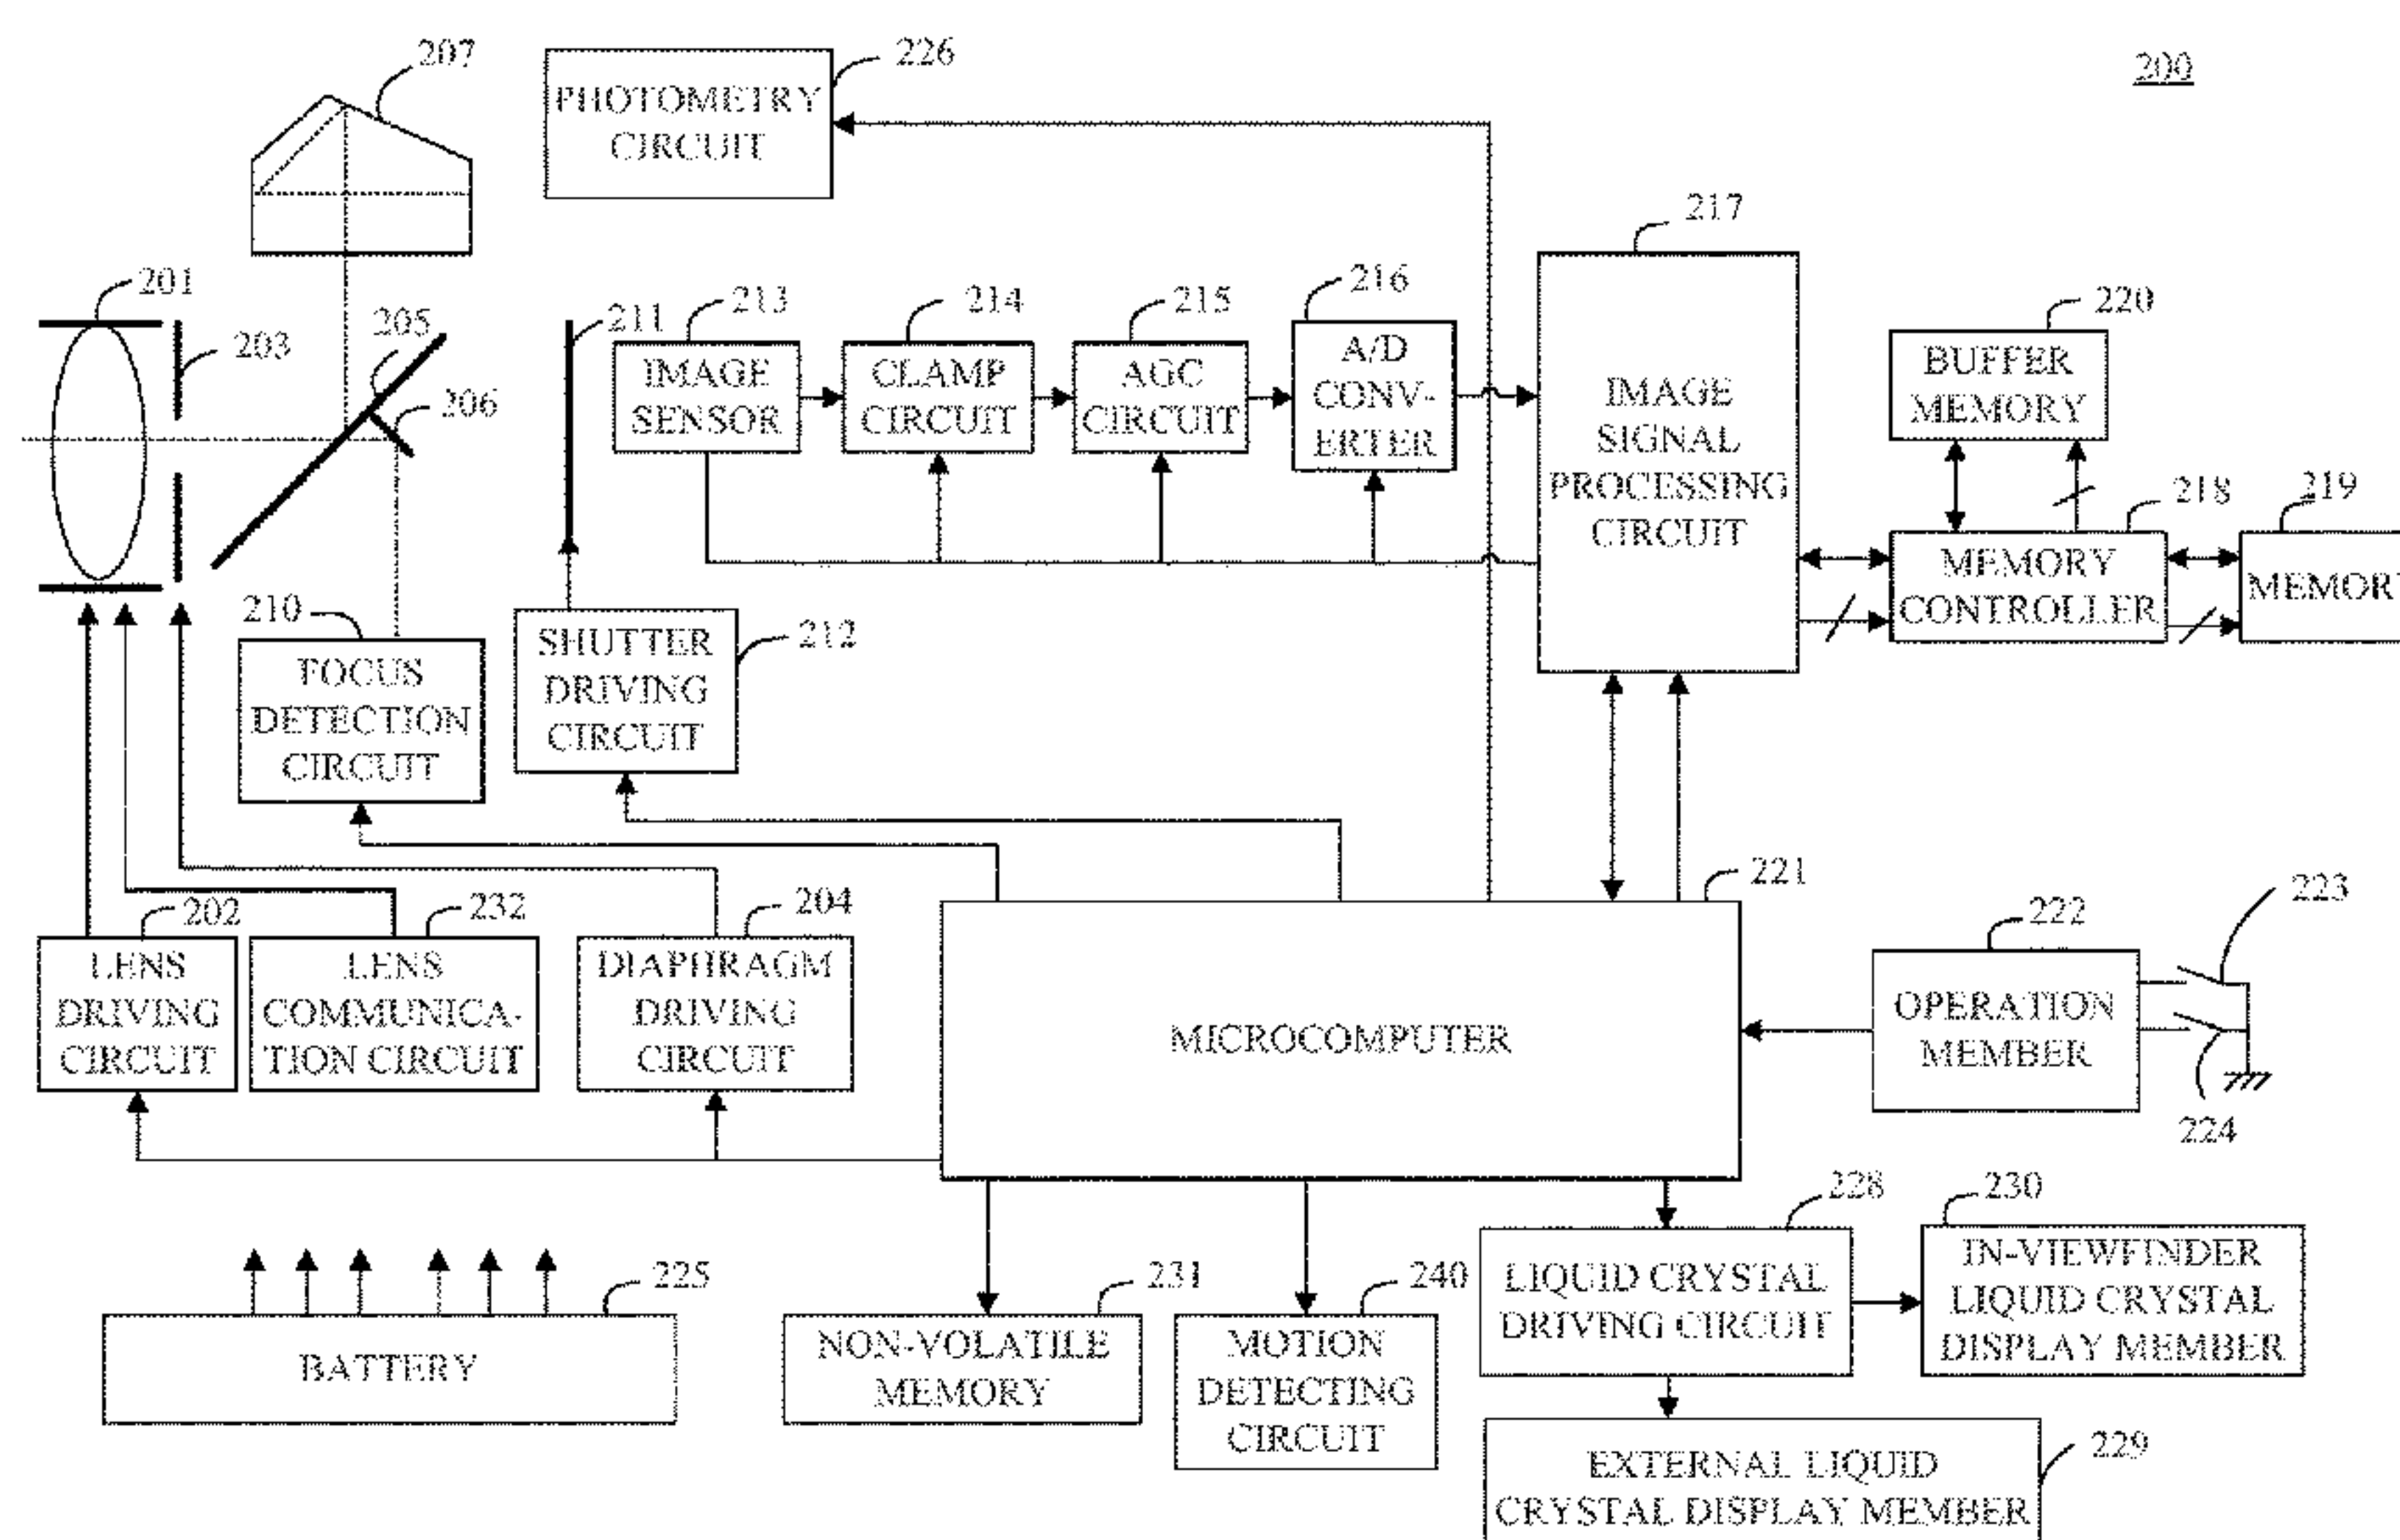 207
226
200
PHOTOMETRY
CIRCUIT
217
201
203
205
206
211
213
214
215
216
220
IMAGE
SENSOR
CLAMP
CIRCUIT
AGC
CIRCUIT
A/D
CONV-
ERTER
IMAGE
SIGNAL
PROCESSING
CIRCUIT
BUFFER
MEMORY
218
219
MEMORY
CONTROLLER
210
FOCUS
DETECTION
CIRCUIT
SHUTTER
DRIVING
CIRCUIT
212
221
202
232
204
222
223
LENS
DRIVING
CIRCUIT
LENS
COMMUNICA-
TION CIRCUIT
DIAPHRAGM
DRIVING
CIRCUIT
MICROCOMPUTER
OPERATION
MEMBER
224
225
BATTERY
231
NON-VOLATILE
MEMORY
240
MOTION
DETECTING
CIRCUIT
228
LIQUID CRYSTAL
DRIVING CIRCUIT
230
IN-VIEWFINDER
LIQUID CRYSTAL
DISPLAY MEMBER
229
EXTERNAL LIQUID
CRYSTAL DISPLAY MEMBER